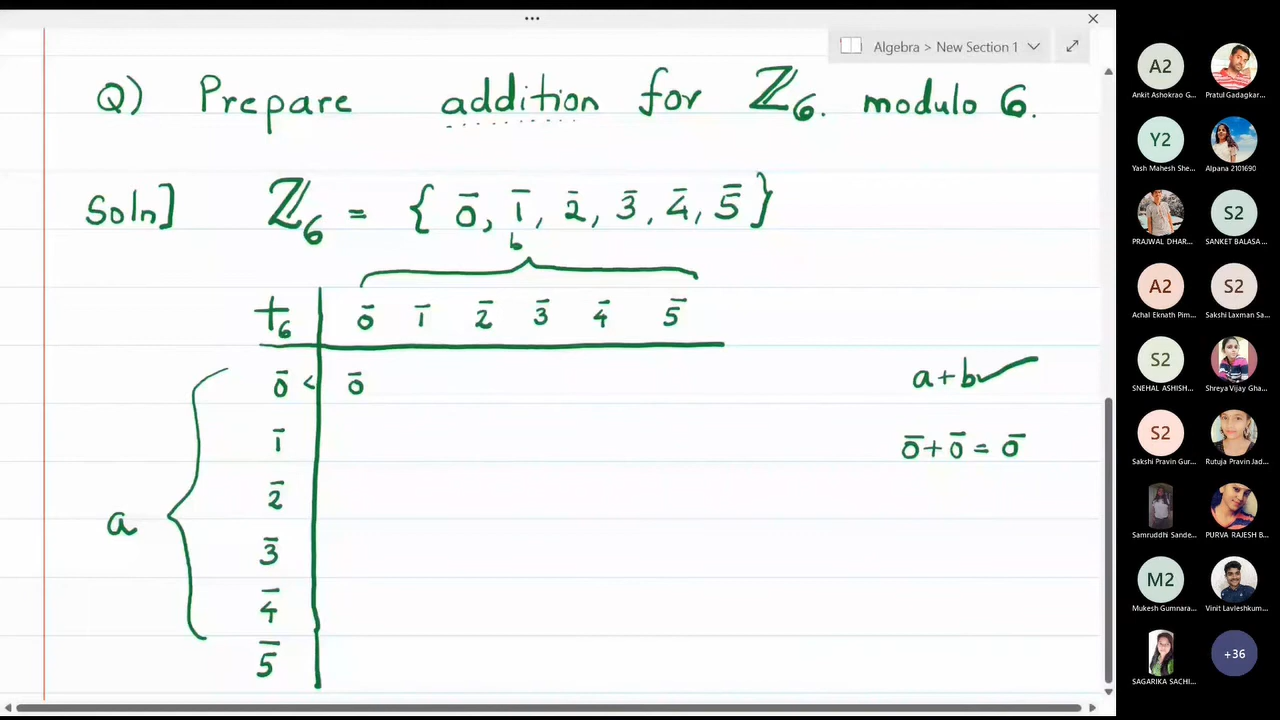 Algebra > New Section 1
Q) Prepare addition for ℤ₆. modulo 6.
Soln] ℤ₆ = { 0̄, 1̄, 2̄, 3̄, 4̄, 5̄ }
b
+₆ 0̄ 1̄ 2̄ 3̄ 4̄ 5̄
0̄ < 0̄
1̄
2̄
3̄
4̄
5̄
a
a+b✓
0̄+0̄=0̄
A2
Ankit Ashokrao G...
Pratul Gadagkar...
Y2
Yash Mahesh She...
Alpana 2101690
PRAJWAL DHAR...
S2
SANKET BALASA...
A2
Achal Eknath Pim...
S2
Sakshi Laxman Sa...
S2
SNEHAL ASHISH...
Shreya Vijay Gha...
S2
Sakshi Pravin Gur...
Rutuja Pravin Jad...
Samruddhi Sande...
PURVA RAJESH B...
M2
Mukesh Gumnara...
Vinit Lavleshkum...
SAGARIKA SACHI...
+36